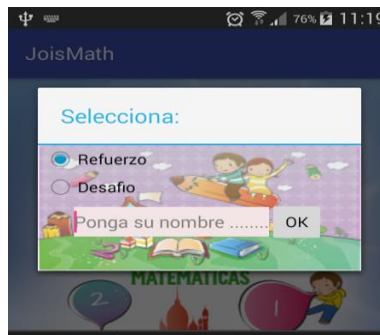 76% 11:19
JoisMath
Selecciona:
Refuerzo
Desafio
Ponga su nombre ........
OK
MATEMATICAS
2
1